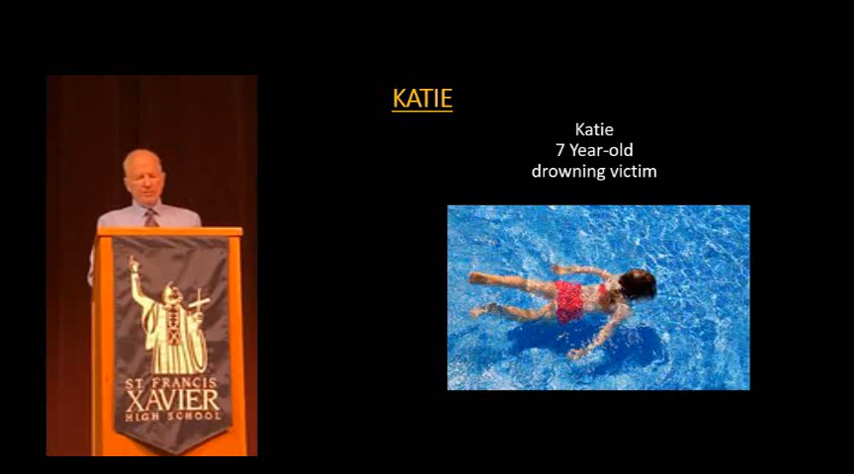 KATIE
Katie
7 Year-old
drowning victim
ST. FRANCIS
XAVIER
HIGH SCHOOL